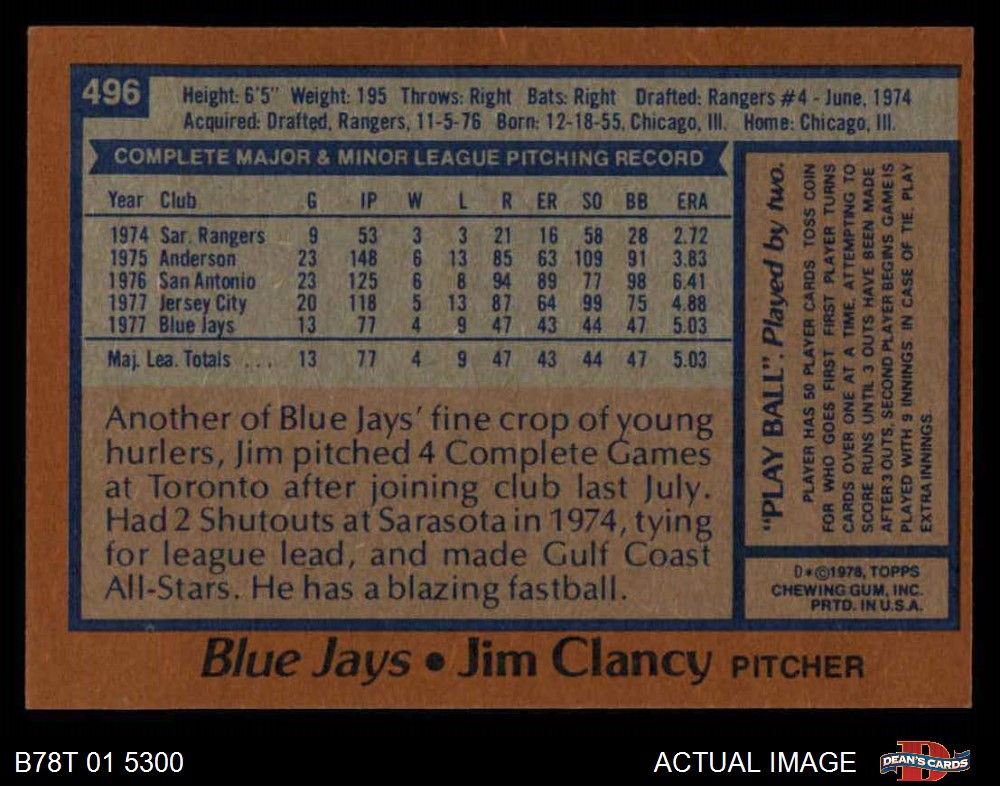 496
Height: 6'5" Weight: 195 Throws: Right Bats: Right Drafted: Rangers #4 - June, 1974
Acquired: Drafted, Rangers, 11-5-76 Born: 12-18-55, Chicago, Ill. Home: Chicago, Ill.
COMPLETE MAJOR & MINOR LEAGUE PITCHING RECORD
Year Club G IP W L R ER SO BB ERA
1974 Sar. Rangers 9 53 3 3 21 16 58 28 2.72
1975 Anderson 23 148 6 13 85 63 109 91 3.83
1976 San Antonio 23 125 6 8 94 89 77 98 6.41
1977 Jersey City 20 118 5 13 87 64 99 75 4.88
1977 Blue Jays 13 77 4 9 47 43 44 47 5.03
Maj. Lea. Totals ... 13 77 4 9 47 43 44 47 5.03
Another of Blue Jays' fine crop of young
hurlers, Jim pitched 4 Complete Games
at Toronto after joining club last July.
Had 2 Shutouts at Sarasota in 1974, tying
for league lead, and made Gulf Coast
All-Stars. He has a blazing fastball.
"PLAY BALL". Played by two.
PLAYER HAS 50 PLAYER CARDS TOSS COIN
FOR WHO GOES FIRST. FIRST PLAYER TURNS
CARDS OVER ONE AT A TIME, ATTEMPTING TO
SCORE RUNS UNTIL 3 OUTS HAVE BEEN MADE
AFTER 3 OUTS, SECOND PLAYER BEGINS GAME IS
PLAYED WITH 9 INNINGS. IN CASE OF TIE, PLAY
EXTRA INNINGS.
D*©1978, TOPPS
CHEWING GUM, INC.
PRTD. IN U.S.A.
Blue Jays • Jim Clancy PITCHER
B78T 01 5300
ACTUAL IMAGE
D
DEAN'S CARDS